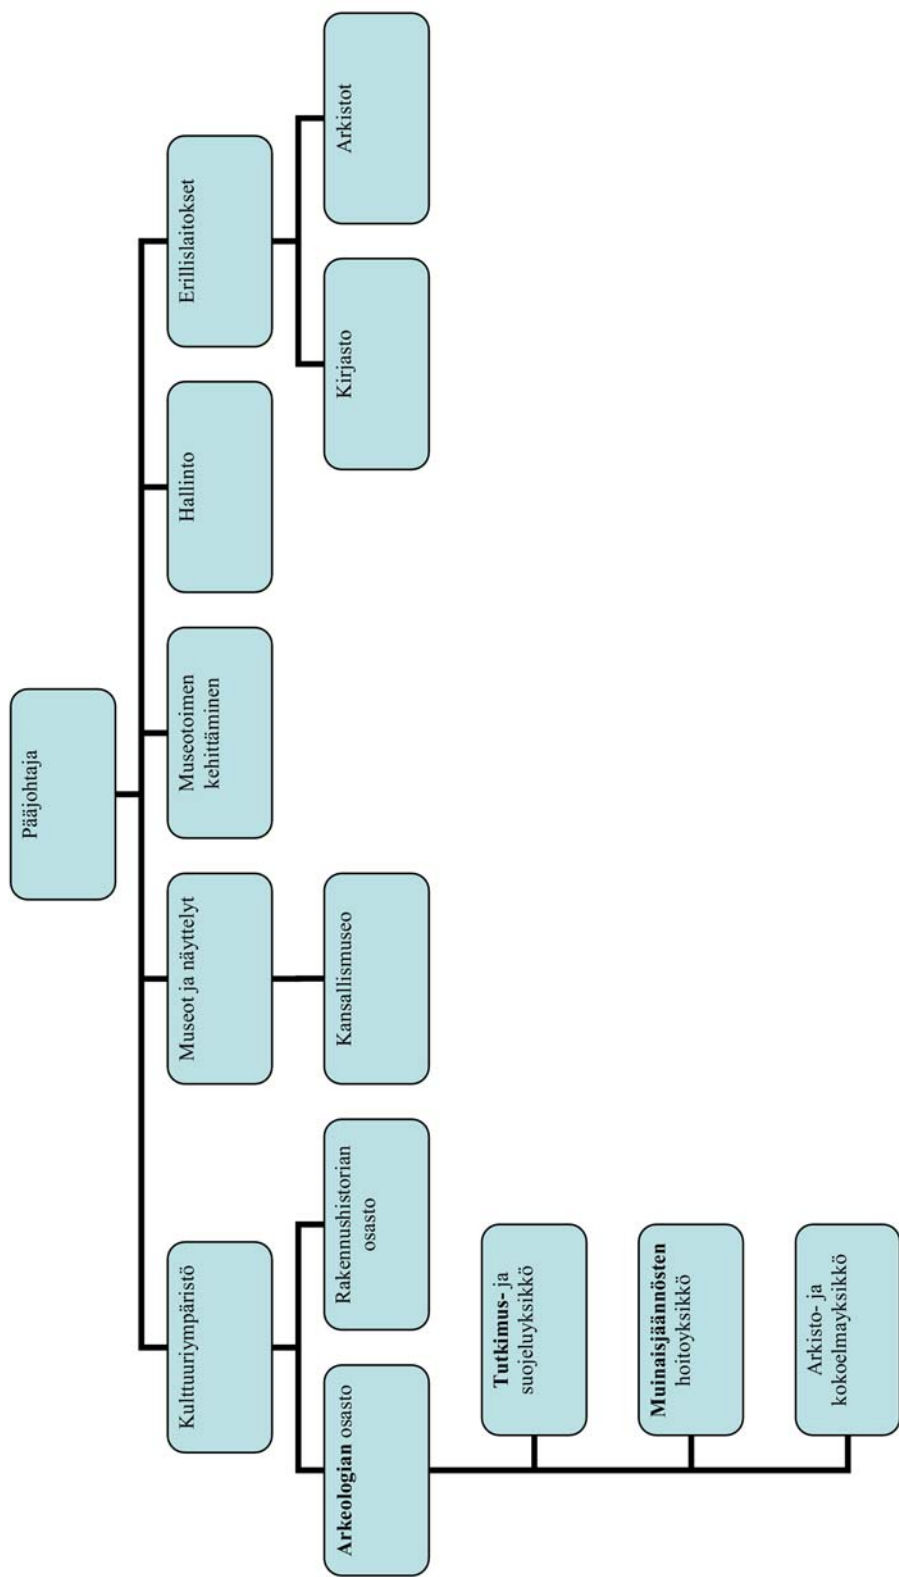 Pääjohtaja
Kulttuuriympäristö
Museot ja näyttelyt
Museotoimen
kehittäminen
Hallinto
Erillislaitokset
Arkeologian osasto
Rakennushistorian
osasto
Kansallismuseo
Kirjasto
Arkistot
Tutkimus- ja
suojeluyksikkö
Muinaisjäännösten
hoitoyksikkö
Arkisto- ja
kokoelmayksikkö